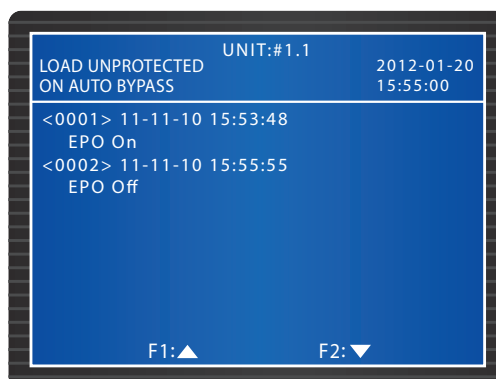 UNIT:#1.1
LOAD UNPROTECTED
2012-01-20
ON AUTO BYPASS
15:55:00
<0001> 11-11-10 15:53:48
EPO On
<0002> 11-11-10 15:55:55
EPO Off
F1:▲ F2:▼